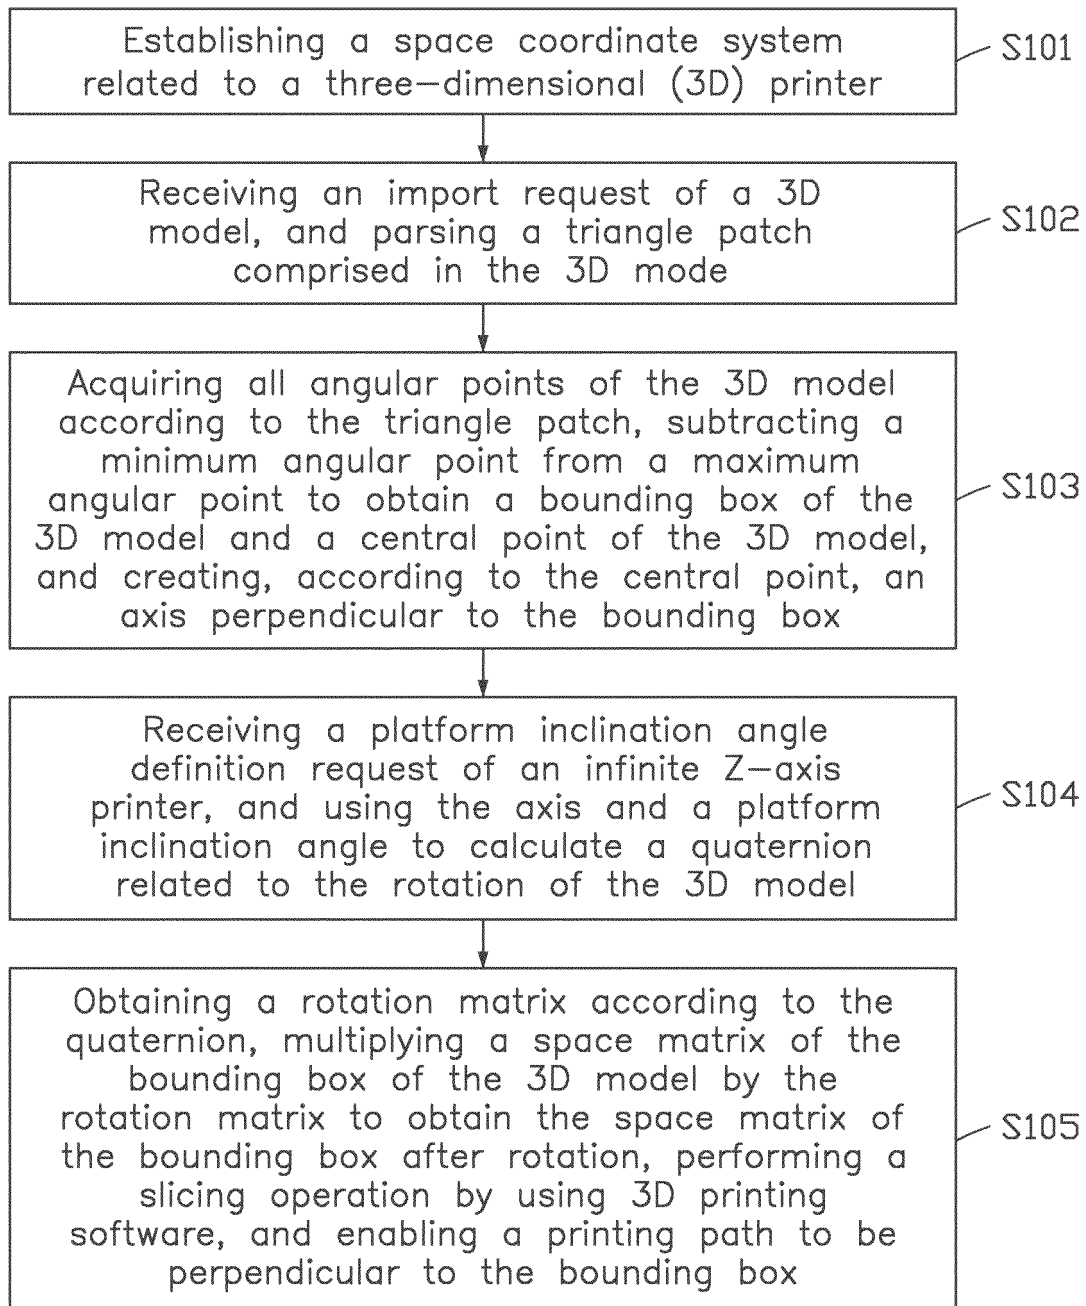 Establishing a space coordinate system
related to a three-dimensional (3D) printer
S101
Receiving an import request of a 3D
model, and parsing a triangle patch
comprised in the 3D mode
S102
Acquiring all angular points of the 3D model
according to the triangle patch, subtracting a
minimum angular point from a maximum
angular point to obtain a bounding box of the
3D model and a central point of the 3D model,
and creating, according to the central point, an
axis perpendicular to the bounding box
S103
Receiving a platform inclination angle
definition request of an infinite Z-axis
printer, and using the axis and a platform
inclination angle to calculate a quaternion
related to the rotation of the 3D model
S104
Obtaining a rotation matrix according to the
quaternion, multiplying a space matrix of the
bounding box of the 3D model by the
rotation matrix to obtain the space matrix of
the bounding box after rotation, performing a
slicing operation by using 3D printing
software, and enabling a printing path to be
perpendicular to the bounding box
S105